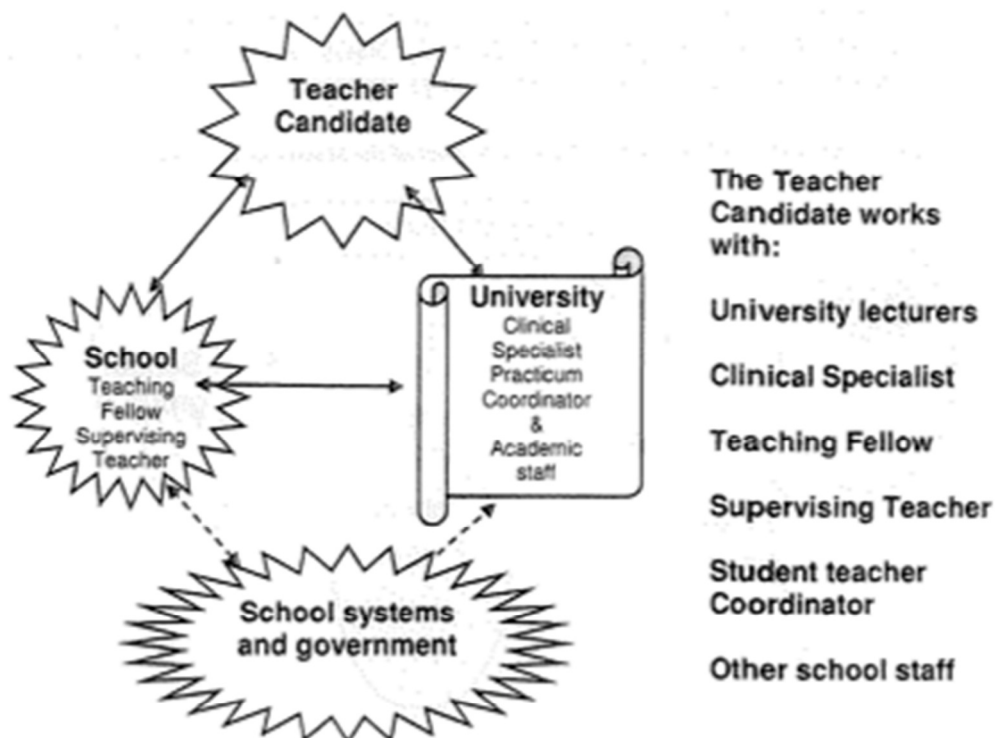 Teacher
Candidate
School
Teaching
Fellow
Supervising
Teacher
University
Clinical
Specialist
Practicum
Coordinator
&
Academic
staff
School systems
and government
The Teacher
Candidate works
with:
University lecturers
Clinical Specialist
Teaching Fellow
Supervising Teacher
Student teacher
Coordinator
Other school staff